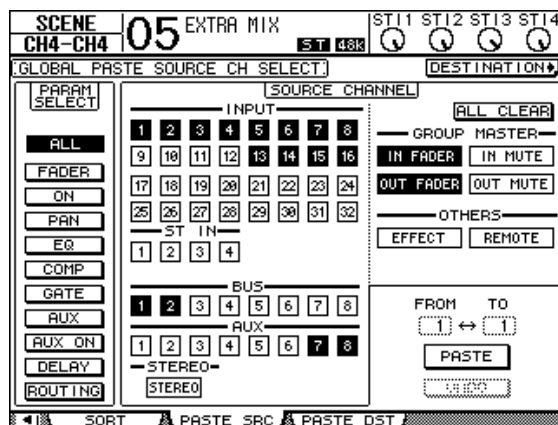 SCENE 05 EXTRA MIX STI1 STI2 STI3 STI4
CH4-CH4 ST 48k
GLOBAL PASTE SOURCE CH SELECT DESTINATION
PARAM SELECT SOURCE CHANNEL
INPUT ALL CLEAR
1 2 3 4 5 6 7 8 GROUP MASTER
ALL 9 10 11 12 13 14 15 16 IN FADER IN MUTE
FADER 17 18 19 20 21 22 23 24 OUT FADER OUT MUTE
ON 25 26 27 28 29 30 31 32 OTHERS
PAN ST IN EFFECT REMOTE
EQ 1 2 3 4
COMP
GATE BUS
AUX 1 2 3 4 5 6 7 8 FROM TO
AUX ON AUX 1 ↔ 1
DELAY 1 2 3 4 5 6 7 8 PASTE
ROUTING STEREO
STEREO
SORT PASTE SRC PASTE DST